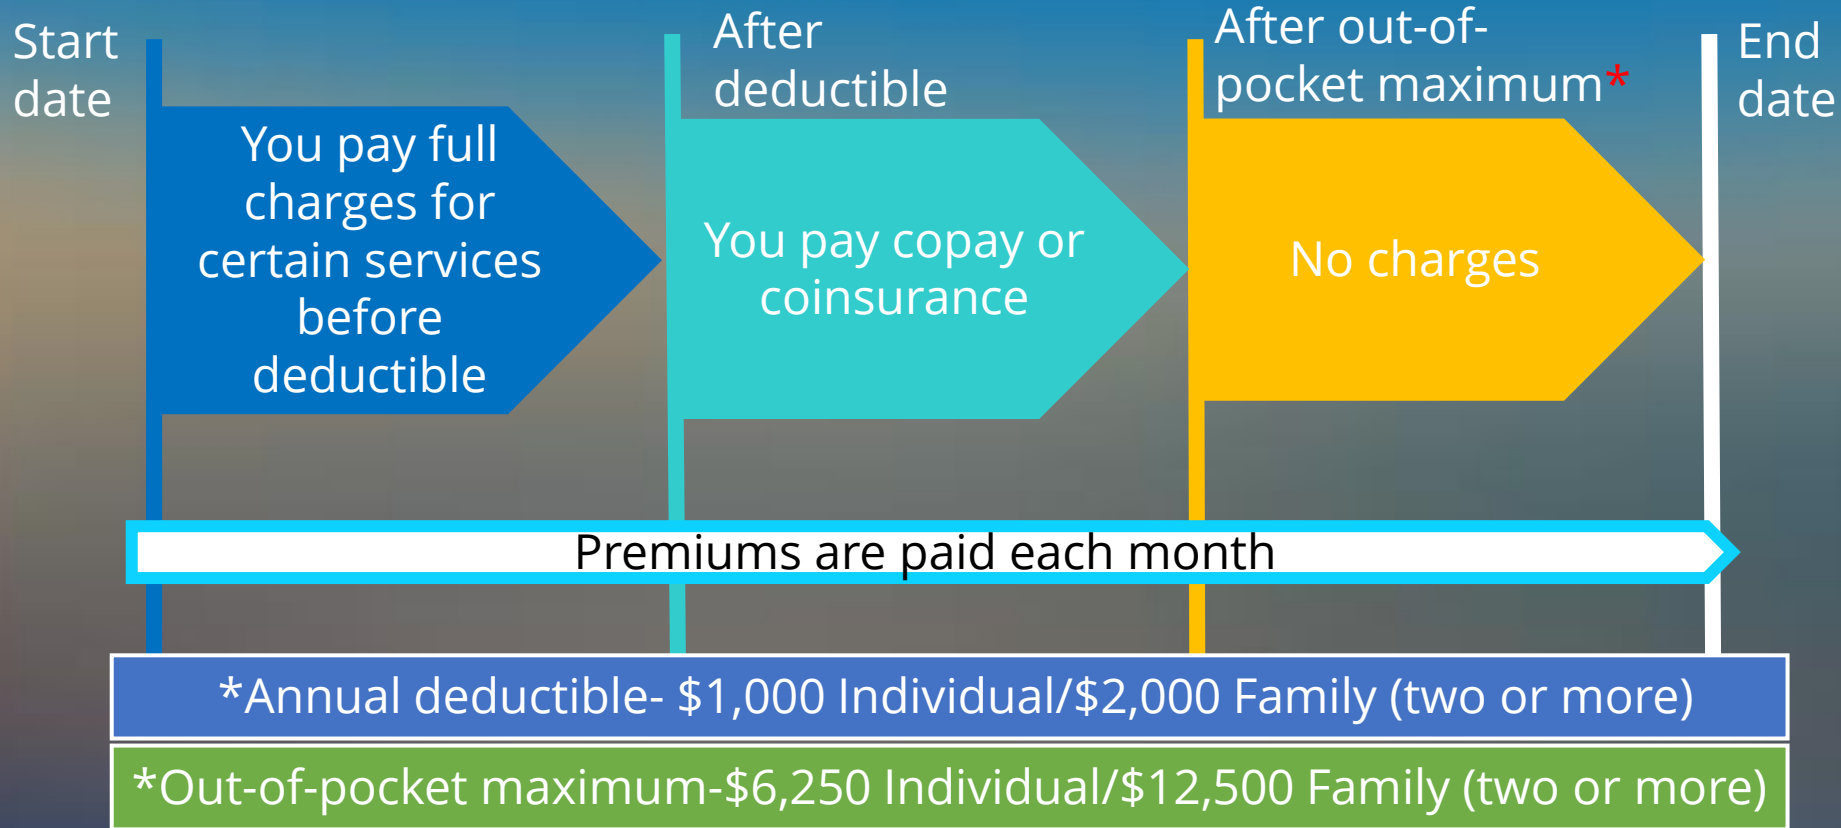 Start
date
You pay full
charges for
certain services
before
deductible
After
deductible
You pay copay or
coinsurance
After out-of-
pocket maximum*
No charges
End
date
Premiums are paid each month
*Annual deductible- $1,000 Individual/$2,000 Family (two or more)
*Out-of-pocket maximum-$6,250 Individual/$12,500 Family (two or more)